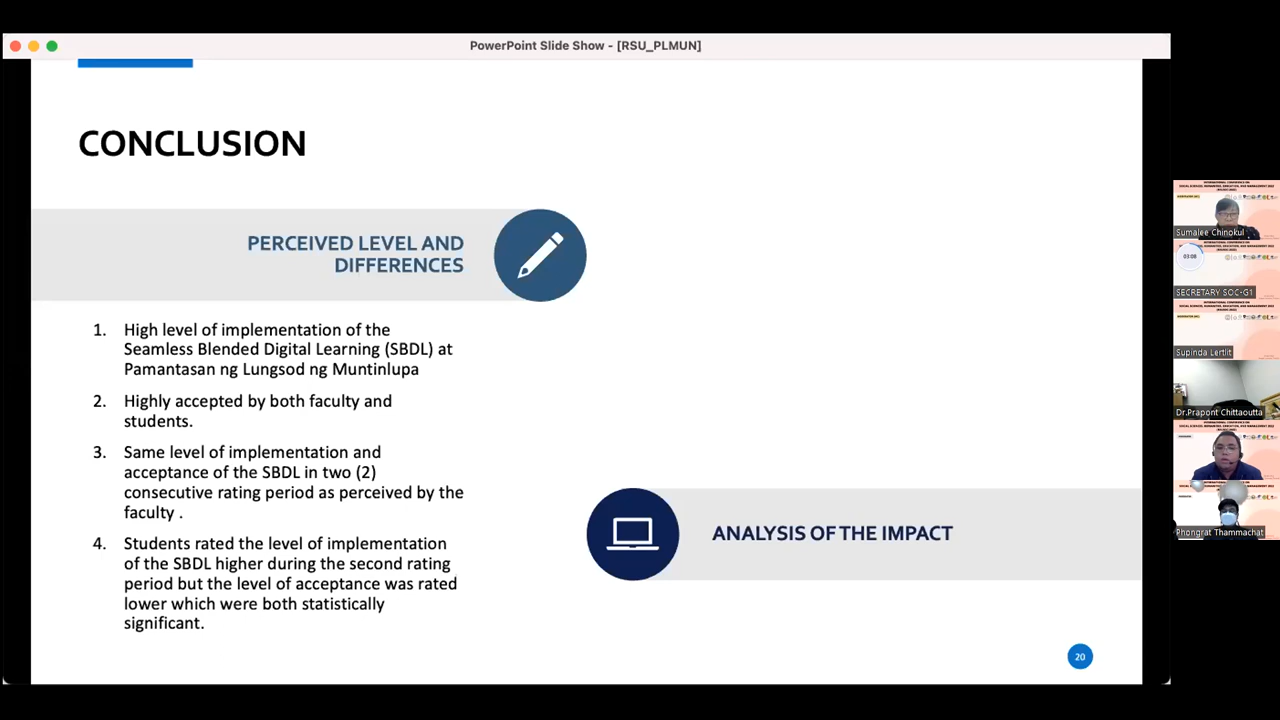 PowerPoint Slide Show - [RSU_PLMUN]
CONCLUSION
PERCEIVED LEVEL AND
DIFFERENCES
1. High level of implementation of the
Seamless Blended Digital Learning (SBDL) at
Pamantasan ng Lungsod ng Muntinlupa
2. Highly accepted by both faculty and
students.
3. Same level of implementation and
acceptance of the SBDL in two (2)
consecutive rating period as perceived by the
faculty .
4. Students rated the level of implementation
of the SBDL higher during the second rating
period but the level of acceptance was rated
lower which were both statistically
significant.
ANALYSIS OF THE IMPACT
20
Sumalee Chinokul
03:08
SECRETARY SOC-G1
Supinda Lertlit
Dr.Prapont Chittaoutta
Phongrat Thammachat